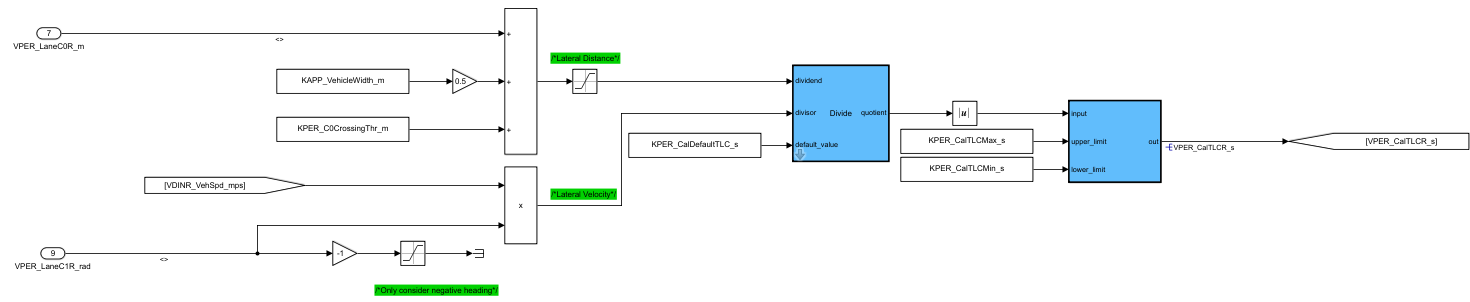 7
VPER_LaneC0R_m
<>
+
KAPP_VehicleWidth_m
0.5
+
KPER_C0CrossingThr_m
+
/*Lateral Distance*/
dividend
divisor
Divide
quotient
default_value
KPER_CalDefaultTLC_s
|u|
KPER_CalTLCMax_s
KPER_CalTLCMin_s
input
upper_limit
out
lower_limit
VPER_CalTLCR_s
[VPER_CalTLCR_s]
[VDINR_VehSpd_mps]
x
/*Lateral Velocity*/
9
VPER_LaneC1R_rad
<>
-1
/*Only consider negative heading*/